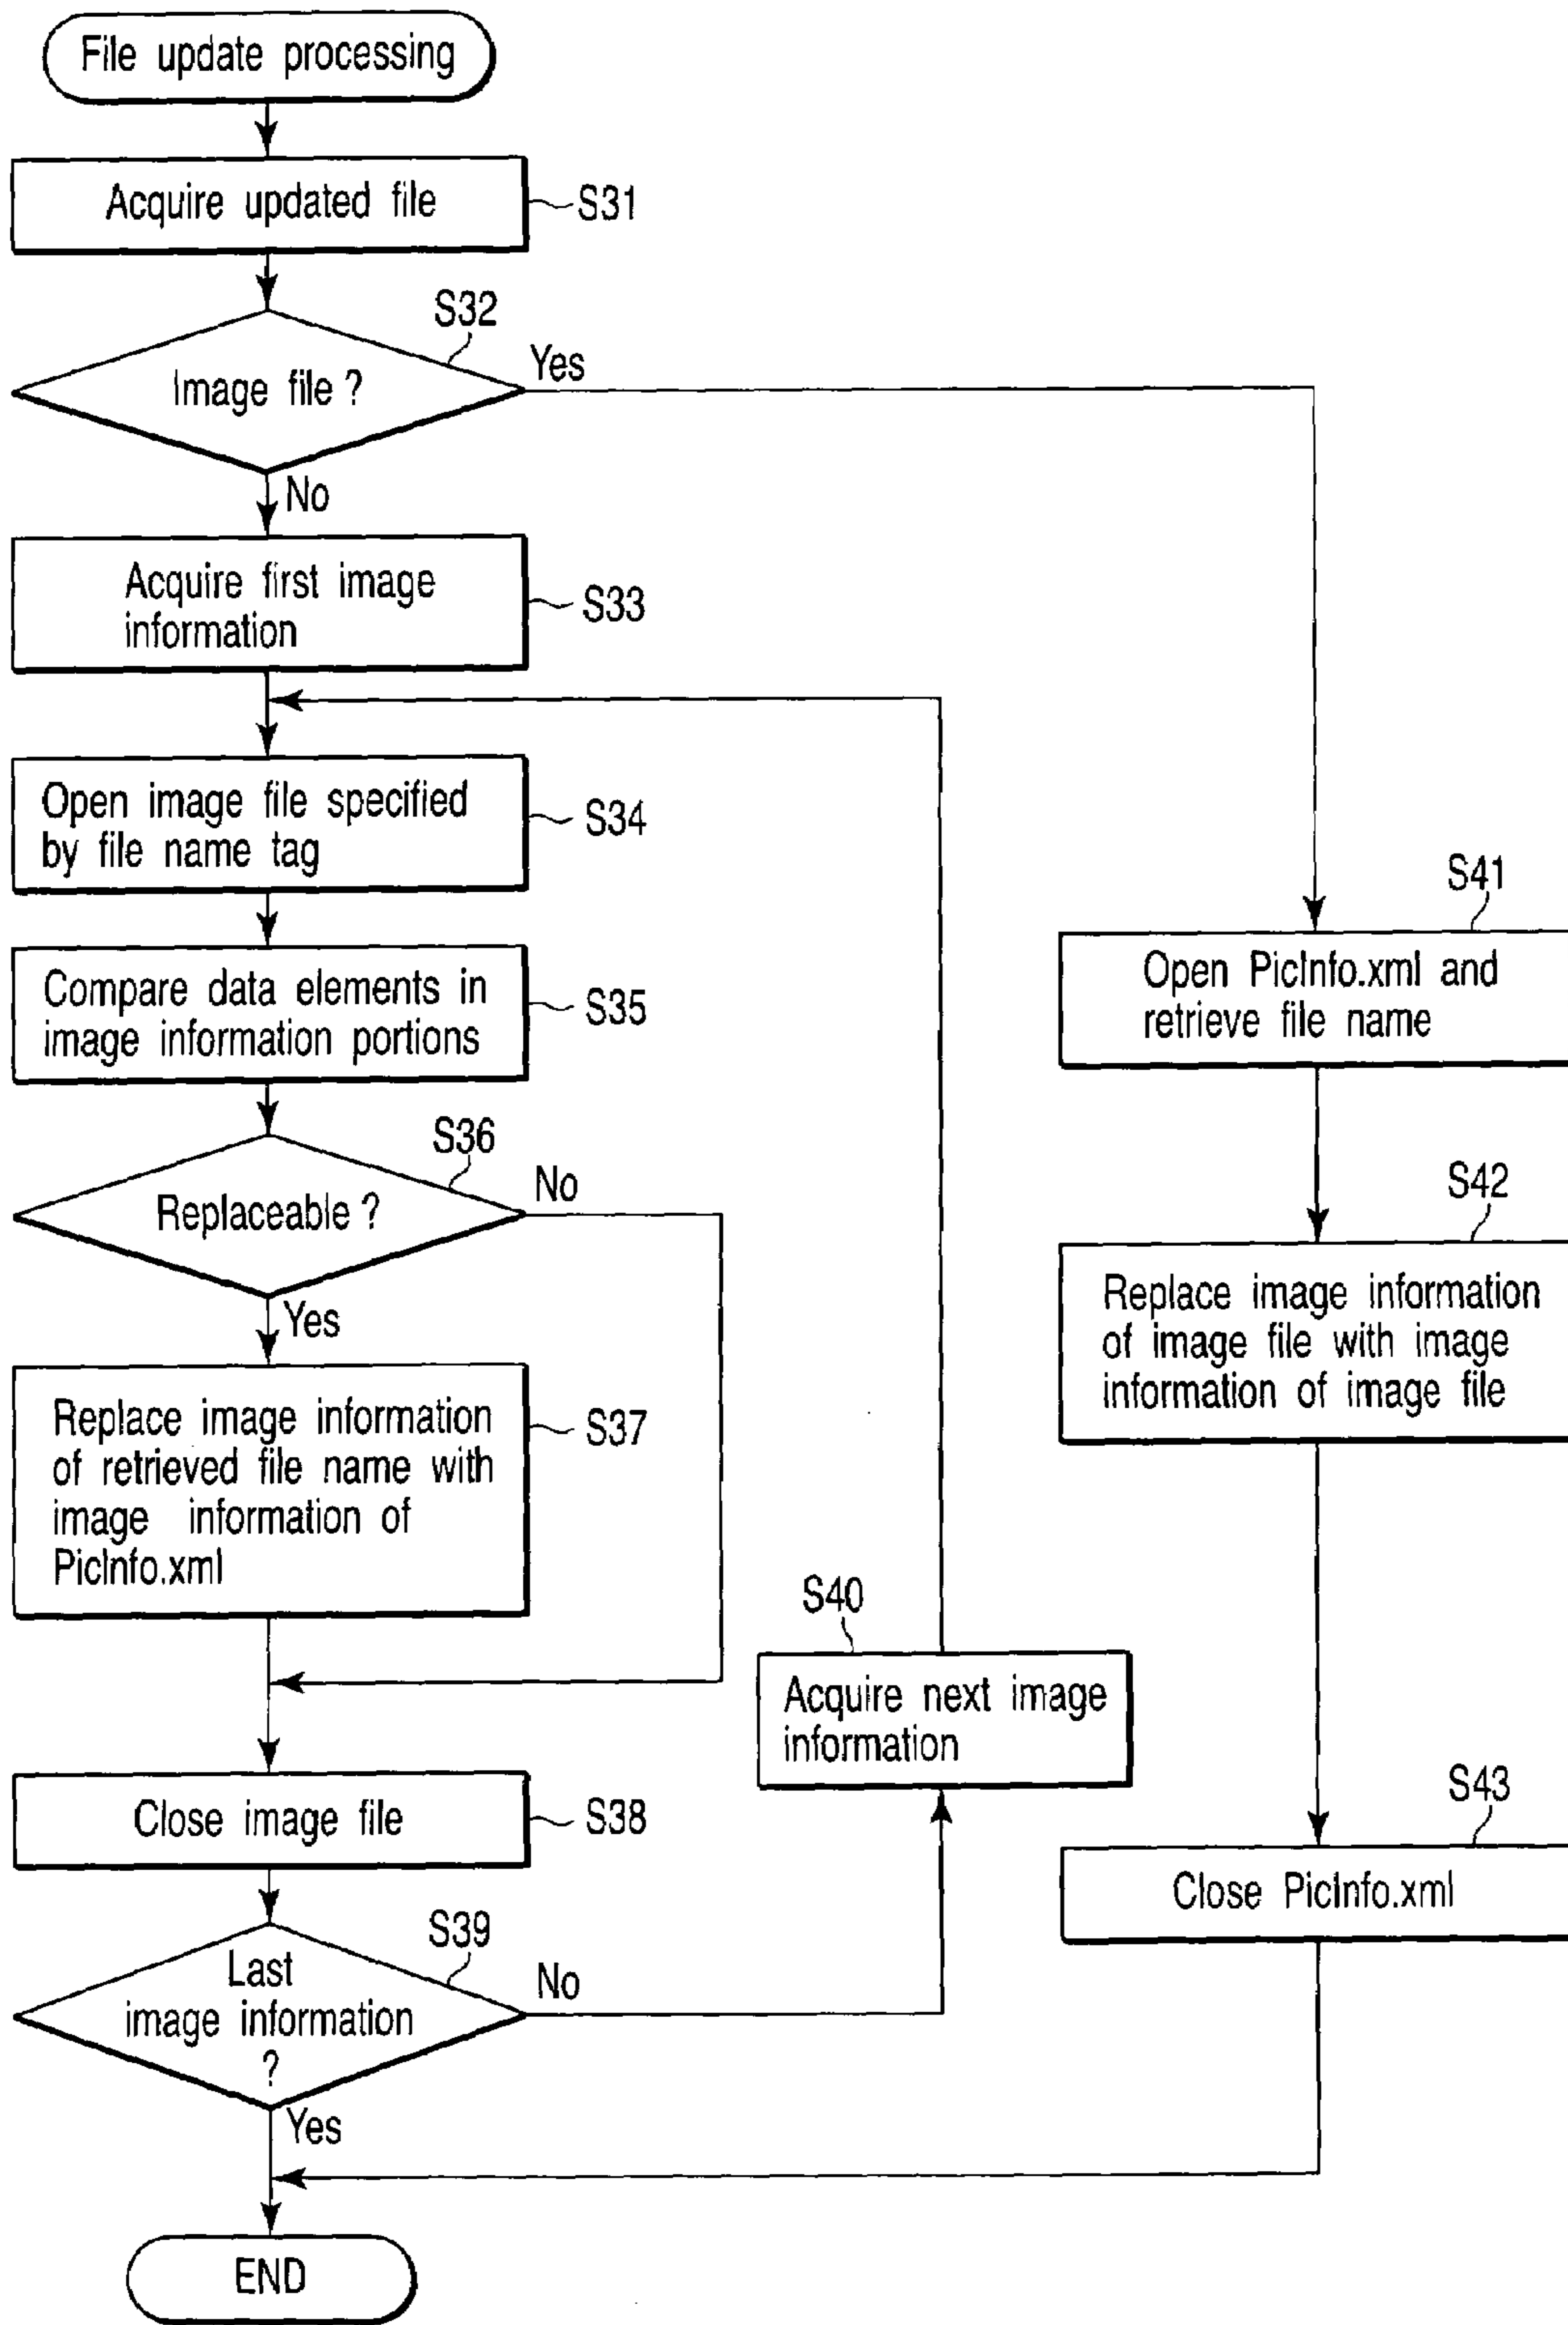 File update processing
Acquire updated file
S31
S32
Image file ?
Yes
No
Acquire first image
information
S33
Open image file specified
by file name tag
S34
Compare data elements in
image information portions
S35
S36
Replaceable ?
No
Yes
Replace image information
of retrieved file name with
image information of
PicInfo.xml
S37
Close image file
S38
S39
Last
image information
?
No
Yes
END
S40
Acquire next image
information
S41
Open PicInfo.xml and
retrieve file name
S42
Replace image information
of image file with image
information of image file
S43
Close PicInfo.xml